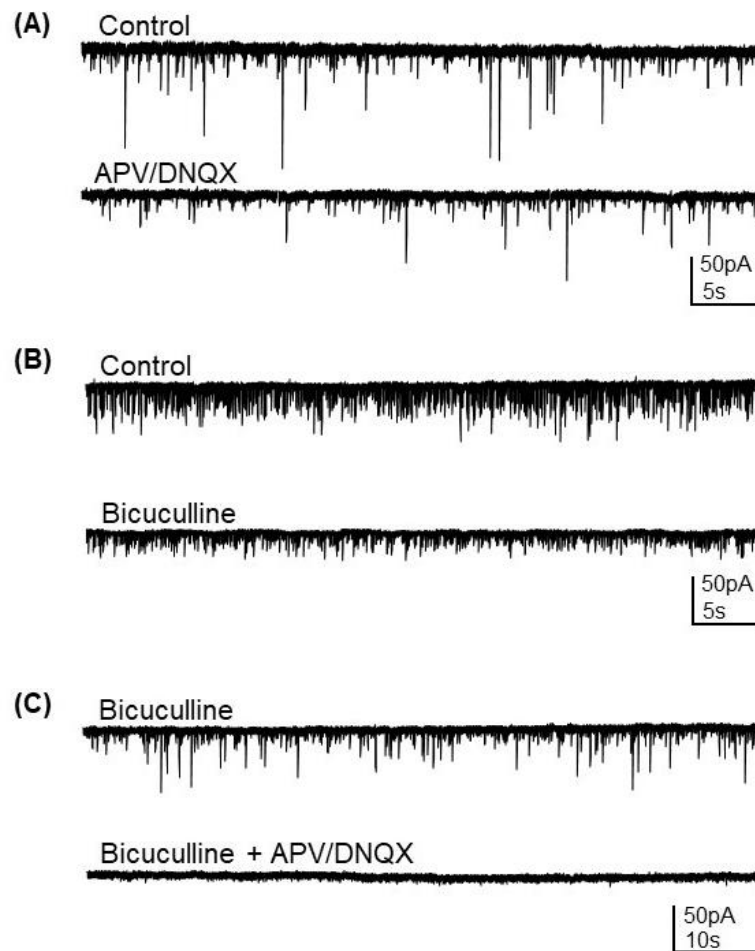 (A)
Control
APV/DNQX
50pA
5s
(B)
Control
Bicuculline
50pA
5s
(C)
Bicuculline
Bicuculline + APV/DNQX
50pA
10s